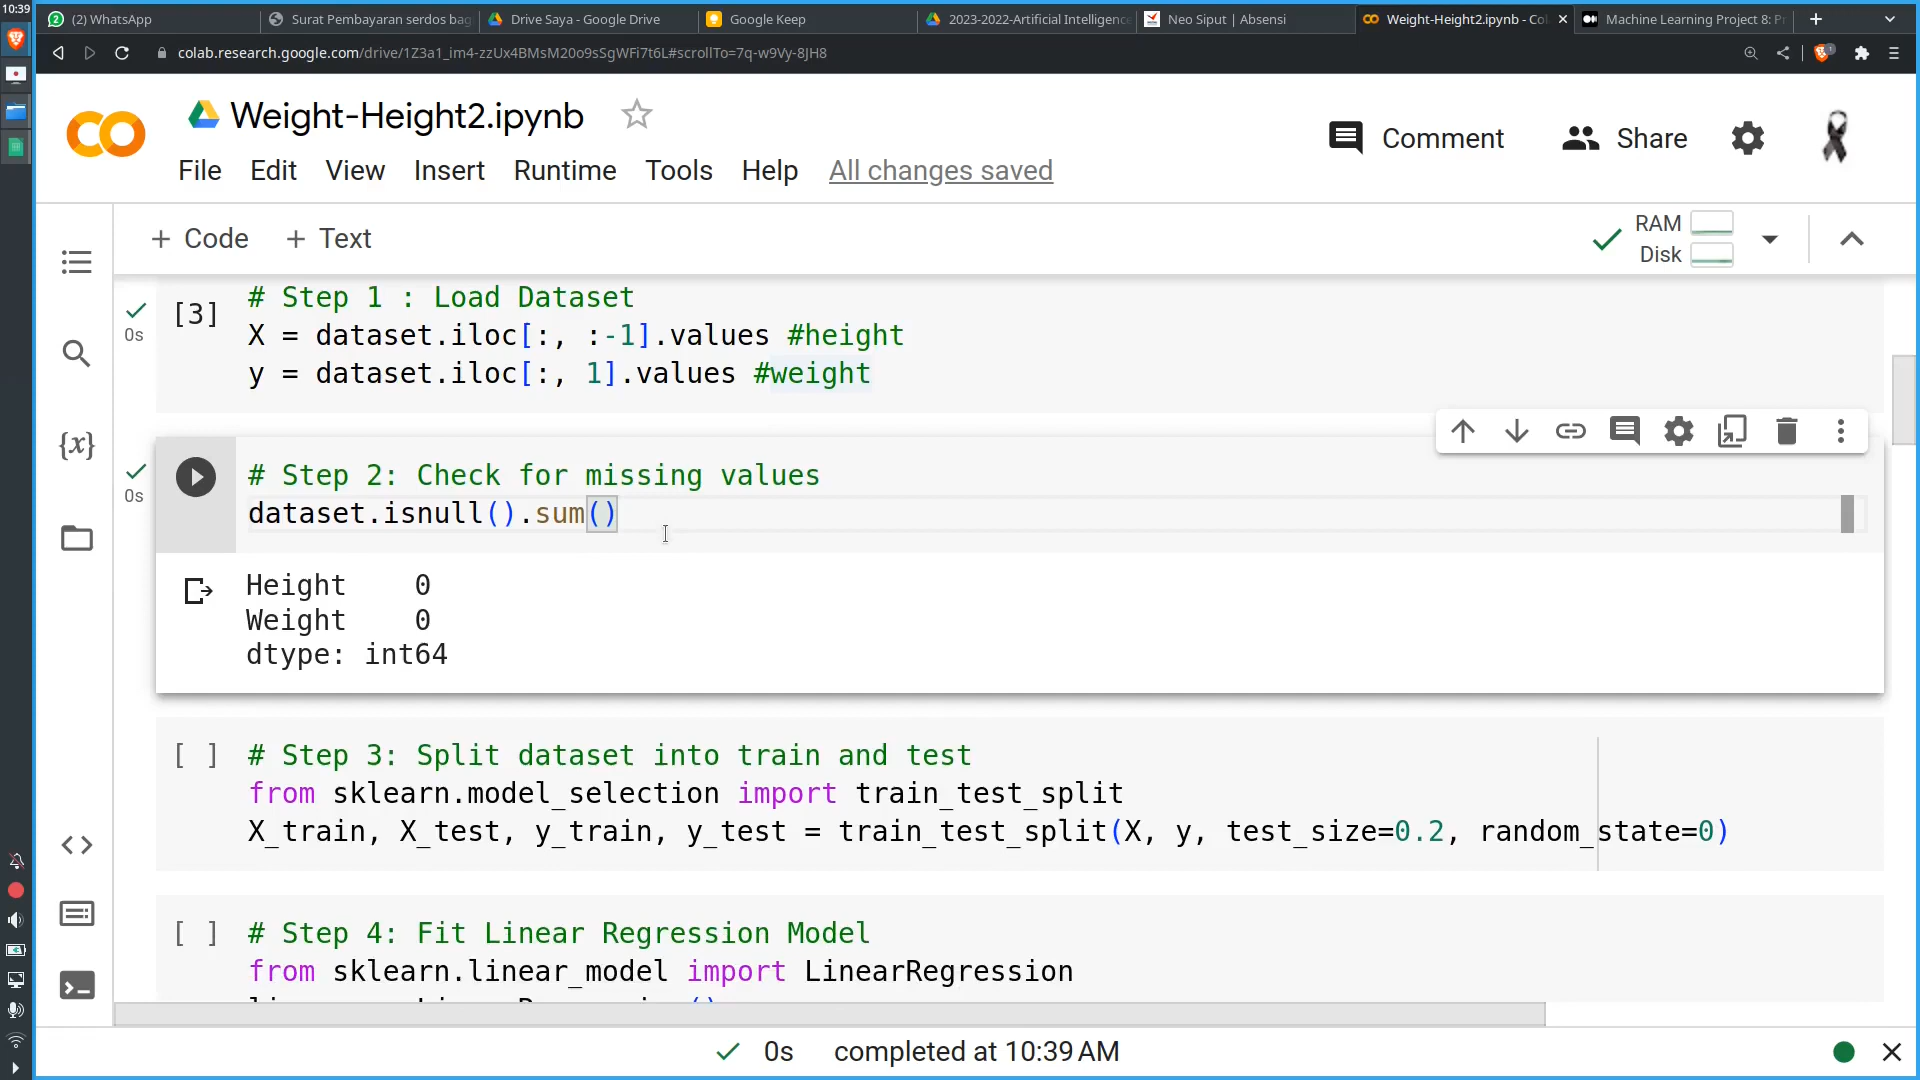 10:39
(2) WhatsApp
Surat Pembayaran serdos bag
Drive Saya - Google Drive
Google Keep
2023-2022-Artificial Intelligence
Neo Siput | Absensi
Weight-Height2.ipynb - Co
Machine Learning Project 8: Pr
colab.research.google.com/drive/1Z3a1_im4-zzUx4BMsM20o9sSgWFi7t6L#scrollTo=7q-w9Vy-8JH8
Weight-Height2.ipynb
Comment
Share
File Edit View Insert Runtime Tools Help All changes saved
+ Code + Text
RAM
Disk
[3]
0s
# Step 1 : Load Dataset
X = dataset.iloc[:, :-1].values #height
y = dataset.iloc[:, 1].values #weight
0s
# Step 2: Check for missing values
dataset.isnull().sum()
Height 0
Weight 0
dtype: int64
[ ] # Step 3: Split dataset into train and test
from sklearn.model_selection import train_test_split
X_train, X_test, y_train, y_test = train_test_split(X, y, test_size=0.2, random_state=0)
[ ] # Step 4: Fit Linear Regression Model
from sklearn.linear_model import LinearRegression
0s completed at 10:39 AM